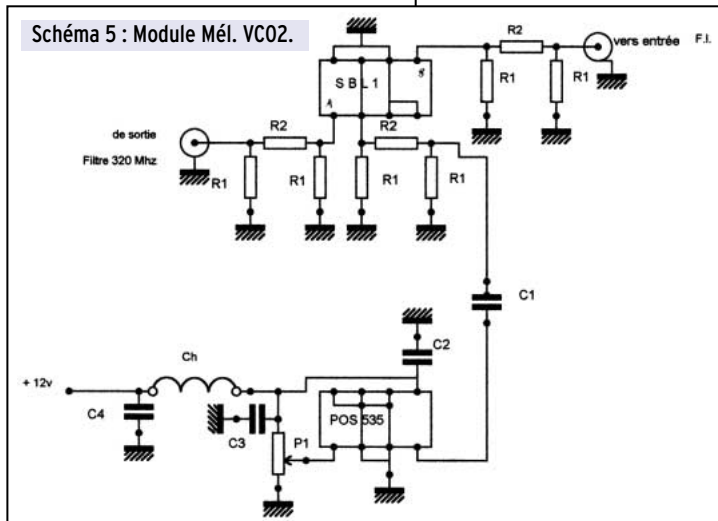 Schéma 5 : Module Mél. VCO2.
vers entrée F.I.
S B L 1
8
A
R2
R1
R1
de sortie
Filtre 320 Mhz
R2
R2
R1
R1
R1
R1
C1
C2
Ch
+ 12v
C4
C3
P1
POS 535